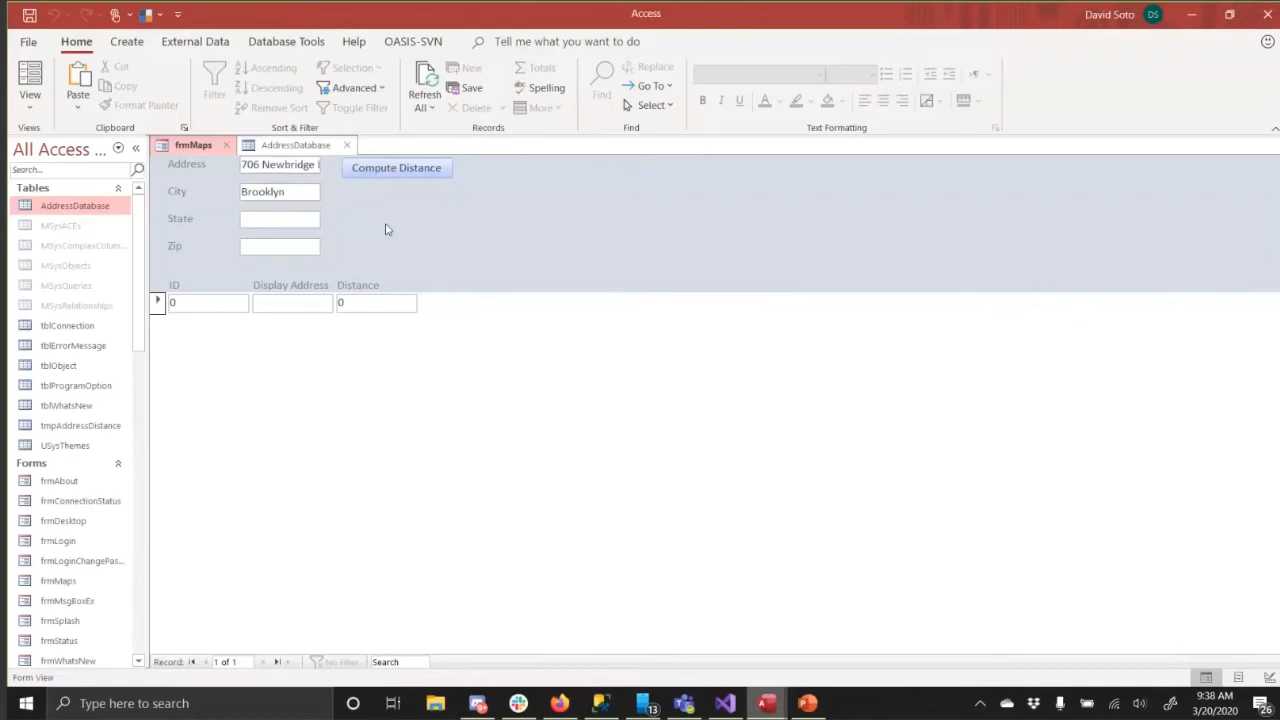 Access
David Soto DS
File Home Create External Data Database Tools Help OASIS-SVN Tell me what you want to do
View
Views
Paste
Cut
Copy
Format Painter
Clipboard
Filter
Ascending
Descending
Remove Sort
Selection
Advanced
Toggle Filter
Sort & Filter
Refresh
All
New
Save
Delete
Totals
Spelling
More
Records
Find
Replace
Go To
Select
Find
B I U A
Text Formatting
All Access ...
Search...
Tables
AddressDatabase
MSysACEs
MSysComplexColum...
MSysObjects
MSysQueries
MSysRelationships
tblConnection
tblErrorMessage
tblObject
tblProgramOption
tblWhatsNew
tmpAddressDistance
USysThemes
Forms
frmAbout
frmConnectionStatus
frmDesktop
frmLogin
frmLoginChangePas...
frmMaps
frmMsgBoxEx
frmSplash
frmStatus
frmWhatsNew
frmMaps AddressDatabase
Address 706 Newbridge Compute Distance
City Brooklyn
State
Zip
ID Display Address Distance
0 0
Record: 1 of 1 No Filter Search
Form View
Type here to search
13
9:38 AM
3/20/2020
26